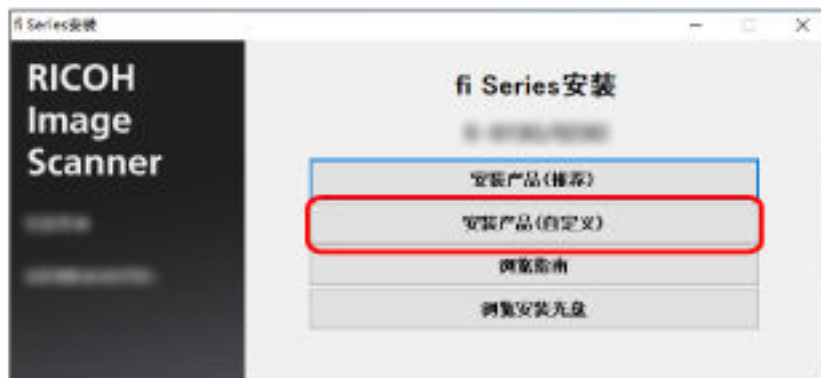 fi Series安装
RICOH
Image
Scanner
fi Series安装
安装产品(推荐)
安装产品(自定义)
浏览指南
浏览安装光盘